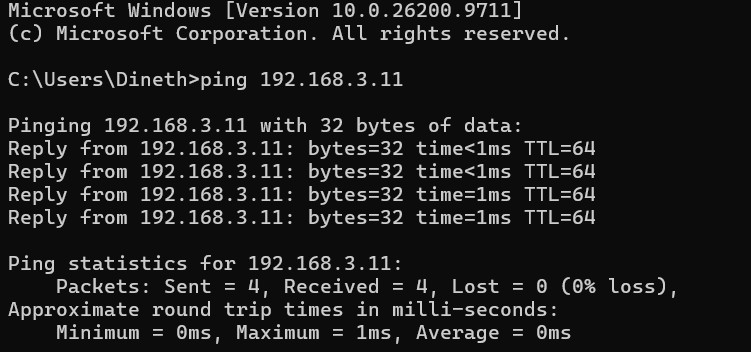 Microsoft Windows [Version 10.0.26200.9711]
(c) Microsoft Corporation. All rights reserved.
C:\Users\Dineth>ping 192.168.3.11
Pinging 192.168.3.11 with 32 bytes of data:
Reply from 192.168.3.11: bytes=32 time<1ms TTL=64
Reply from 192.168.3.11: bytes=32 time<1ms TTL=64
Reply from 192.168.3.11: bytes=32 time=1ms TTL=64
Reply from 192.168.3.11: bytes=32 time=1ms TTL=64
Ping statistics for 192.168.3.11:
    Packets: Sent = 4, Received = 4, Lost = 0 (0% loss),
Approximate round trip times in milli-seconds:
    Minimum = 0ms, Maximum = 1ms, Average = 0ms